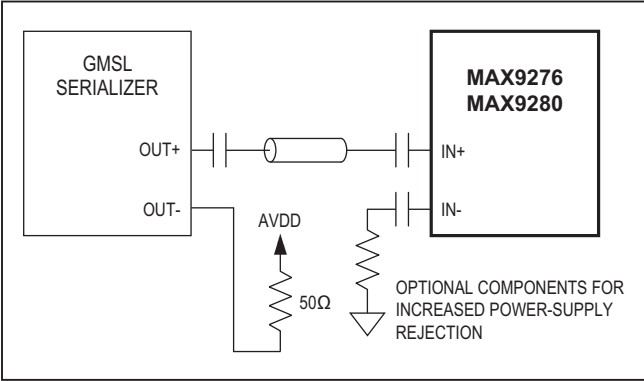 GMSL
SERIALIZER
MAX9276
MAX9280
OUT+
IN+
OUT-
IN-
AVDD
50Ω
OPTIONAL COMPONENTS FOR
INCREASED POWER-SUPPLY
REJECTION